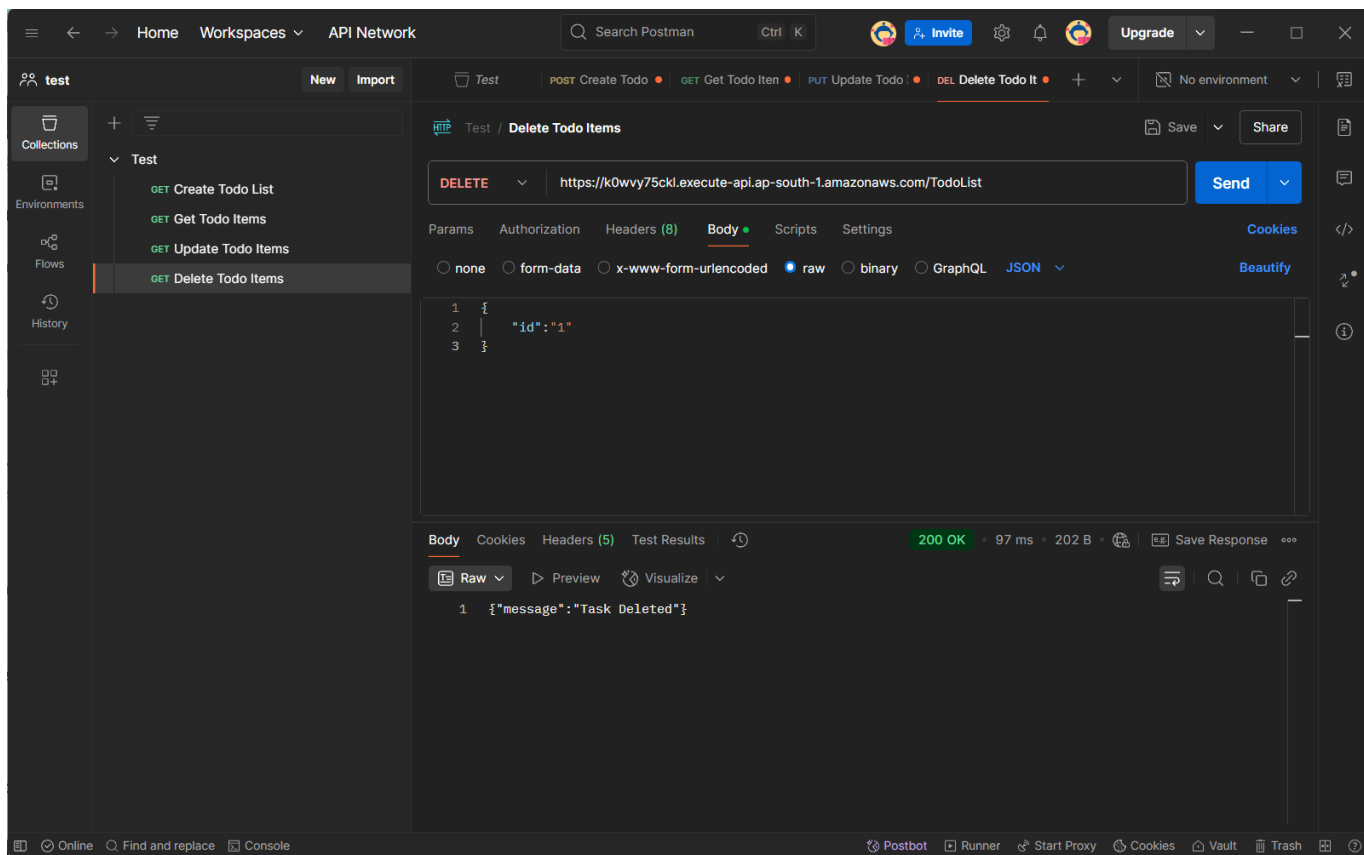 Home Workspaces API Network Search Postman Ctrl K Invite Upgrade
test New Import Test POST Create Todo GET Get Todo Iten PUT Update Todo DEL Delete Todo It No environment
Collections
Environments
Flows
History
Test
GET Create Todo List
GET Get Todo Items
GET Update Todo Items
GET Delete Todo Items
HTTP Test / Delete Todo Items Save Share
DELETE https://k0wvy75ckl.execute-api.ap-south-1.amazonaws.com/TodoList Send
Params Authorization Headers (8) Body Scripts Settings Cookies
none form-data x-www-form-urlencoded raw binary GraphQL JSON Beautify
1 {
2 "id":"1"
3 }
Body Cookies Headers (5) Test Results 200 OK 97 ms 202 B e.g. Save Response
Raw Preview Visualize
1 {"message":"Task Deleted"}
Online Find and replace Console Postbot Runner Start Proxy Cookies Vault Trash